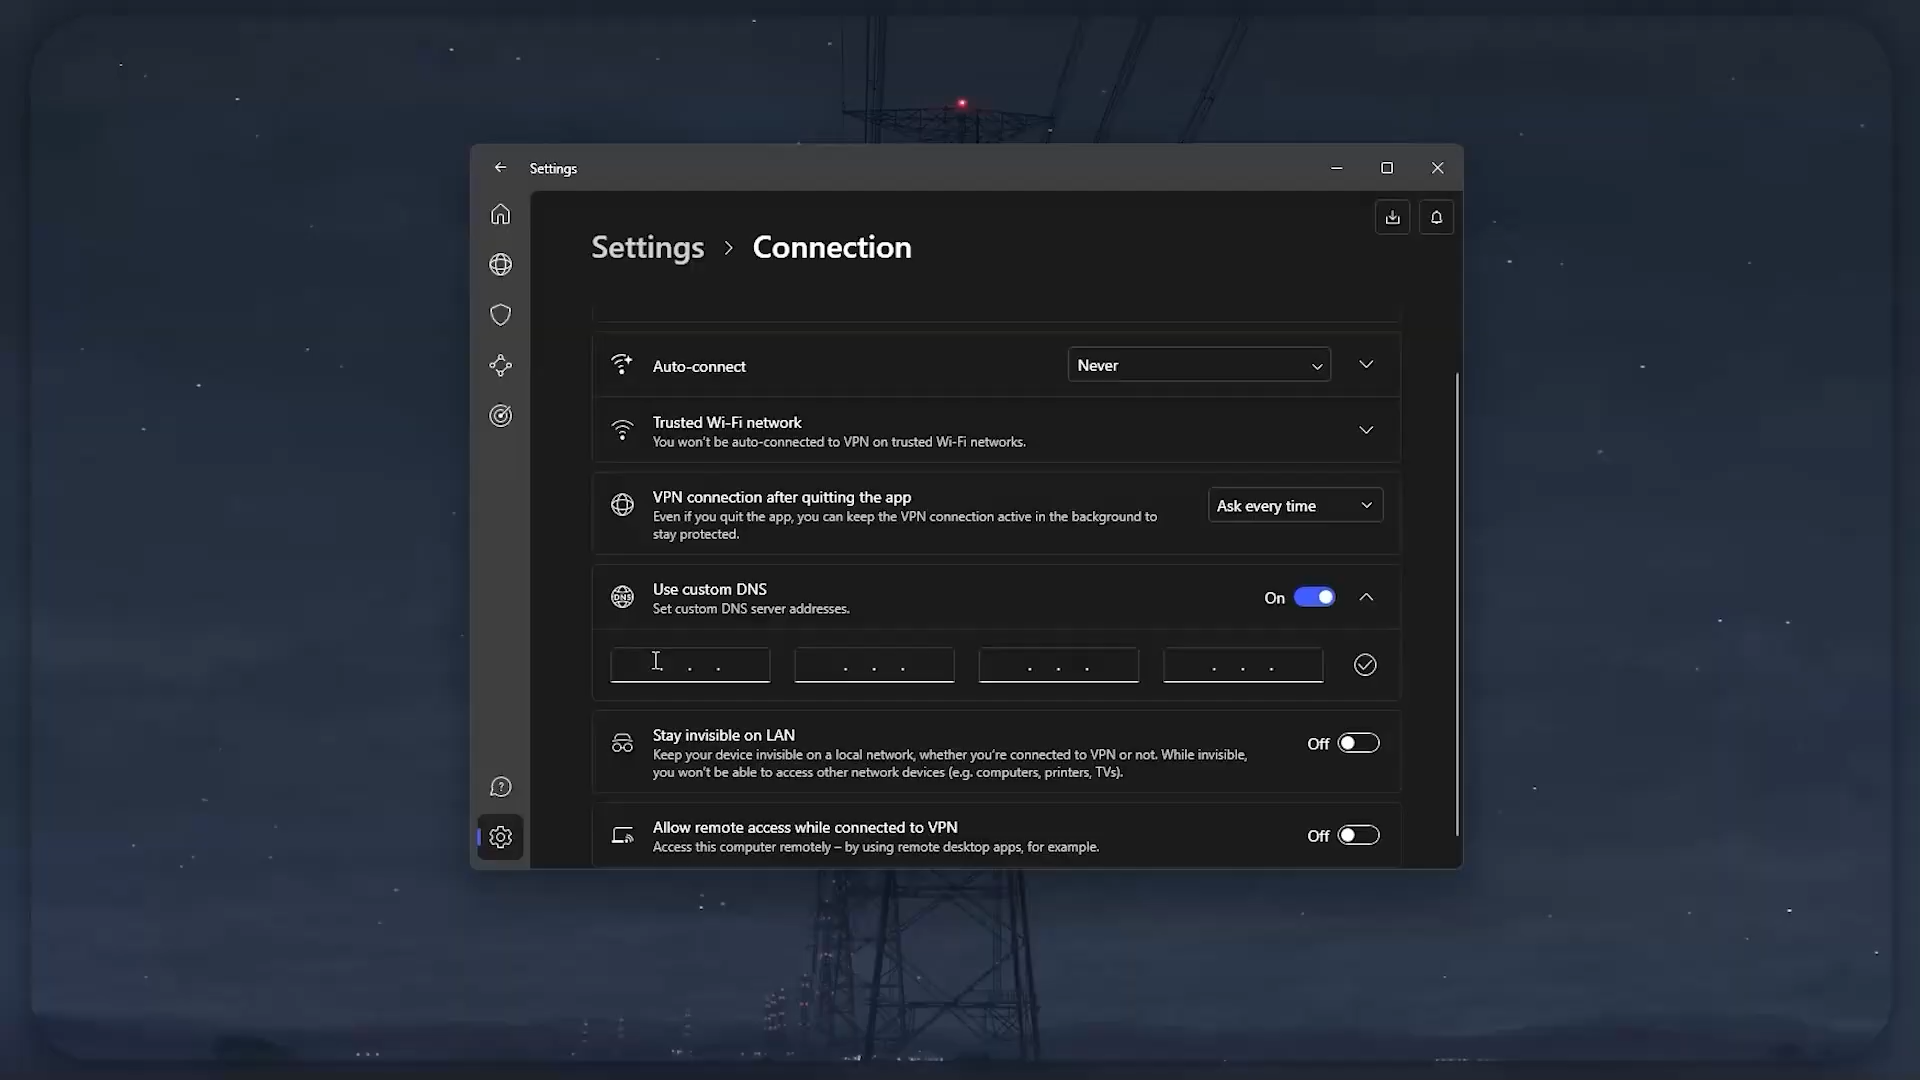 Settings
Settings > Connection
Auto-connect
Never
Trusted Wi-Fi network
You won't be auto-connected to VPN on trusted Wi-Fi networks.
VPN connection after quitting the app
Even if you quit the app, you can keep the VPN connection active in the background to
stay protected.
Ask every time
DNS
Use custom DNS
Set custom DNS server addresses.
On
. . .
. . .
. . .
. . .
Stay invisible on LAN
Keep your device invisible on a local network, whether you're connected to VPN or not. While invisible,
you won't be able to access other network devices (e.g. computers, printers, TVs).
Off
Allow remote access while connected to VPN
Access this computer remotely – by using remote desktop apps, for example.
Off